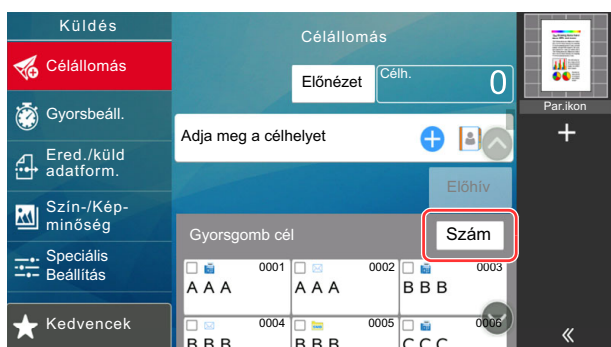 Küldés
Célállomás
Gyorsbeáll.
Ered./küld
adatform.
Szín-/Kép-
minőség
Speciális
Beállítás
Kedvencek
Célállomás
Előnézet
Célh.
0
Adja meg a célhelyet
Előhív
Gyorsgomb cél
Szám
0001
A A A
0002
A A A
0003
B B B
0004
B B B
0005
B B B
0006
C C C
Par.ikon